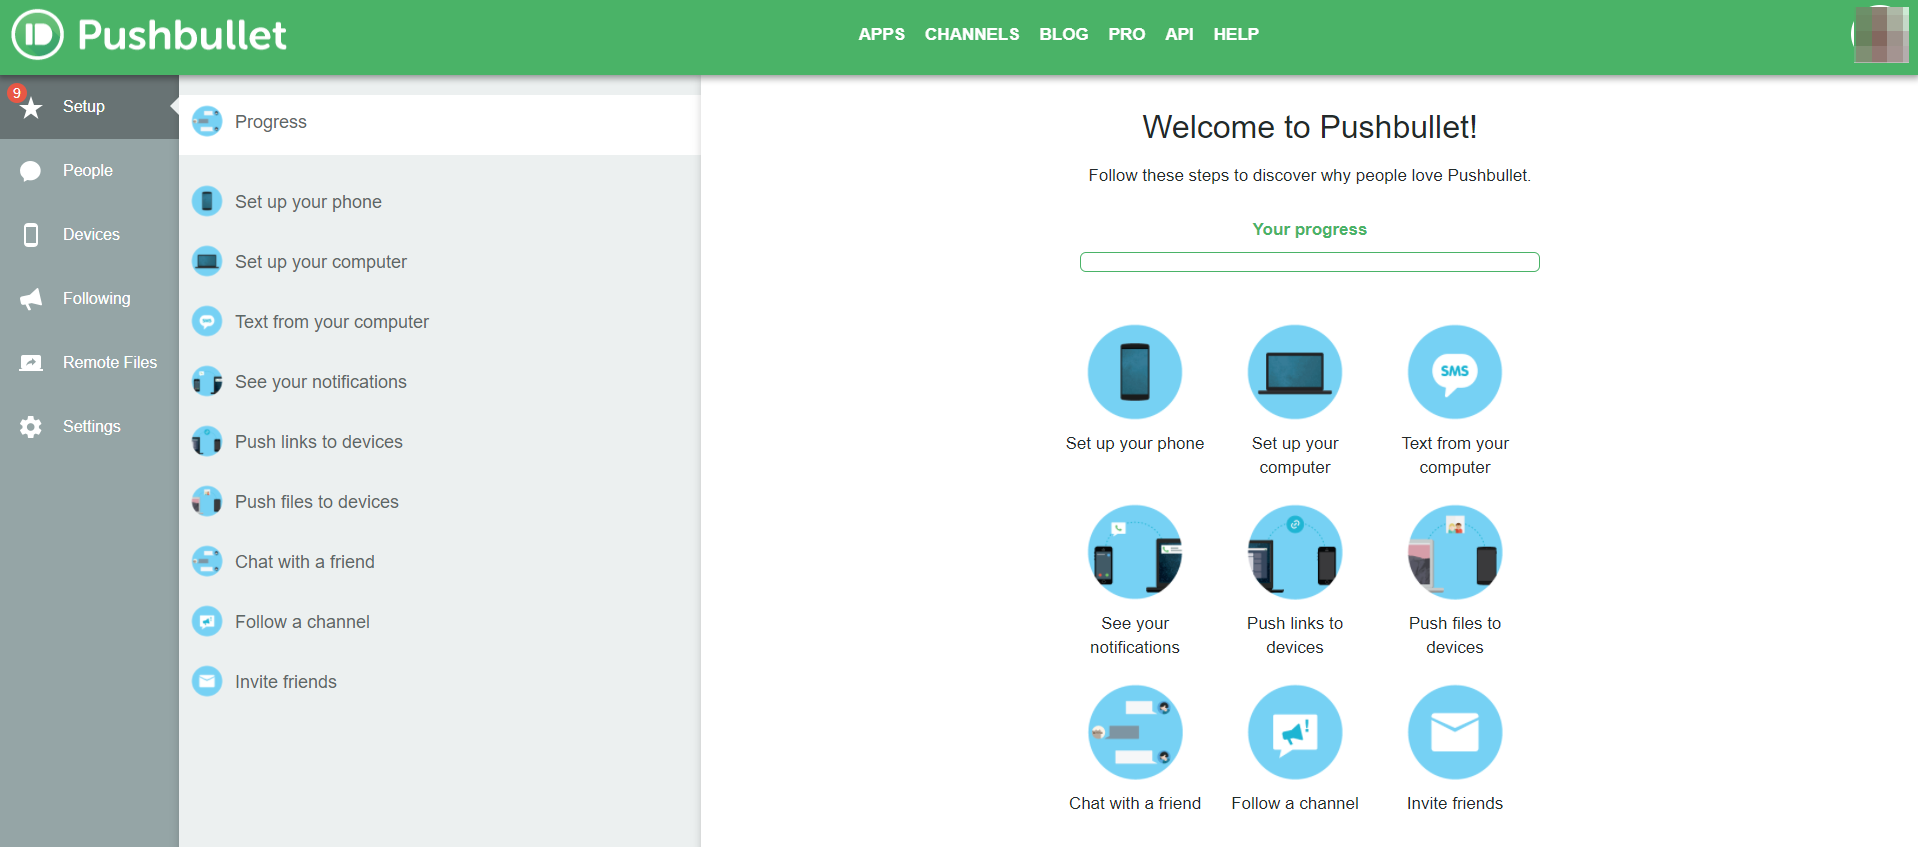 Pushbullet
APPS CHANNELS BLOG PRO API HELP
9
Setup
People
Devices
Following
Remote Files
Settings
Progress
Set up your phone
Set up your computer
Text from your computer
See your notifications
Push links to devices
Push files to devices
Chat with a friend
Follow a channel
Invite friends
Welcome to Pushbullet!
Follow these steps to discover why people love Pushbullet.
Your progress
Set up your phone
Set up your
computer
SMS
Text from your
computer
See your
notifications
Push links to
devices
Push files to
devices
Chat with a friend
Follow a channel
Invite friends